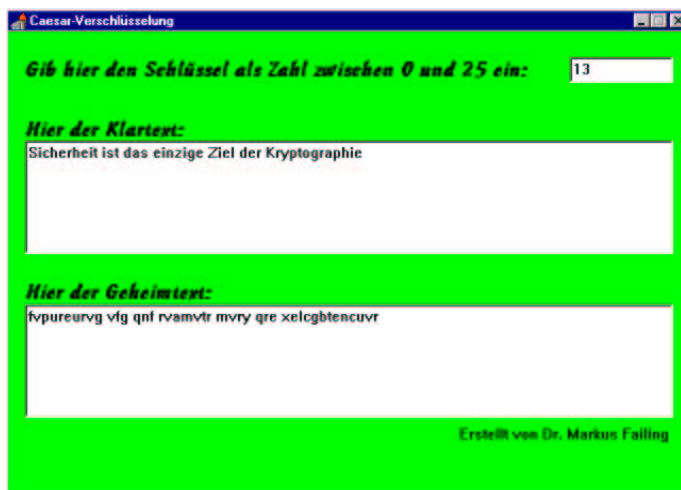 Caesar-Verschlüsselung
Gib hier den Schlüssel als Zahl zwischen 0 und 25 ein:
13
Hier der Klartext:
Sicherheit ist das einzige Ziel der Kryptographie
Hier der Geheimtext:
fvpureurvg vfg qnf rvamvtr mvry qre xelcgbtencuvr
Erstellt von Dr. Markus Failing